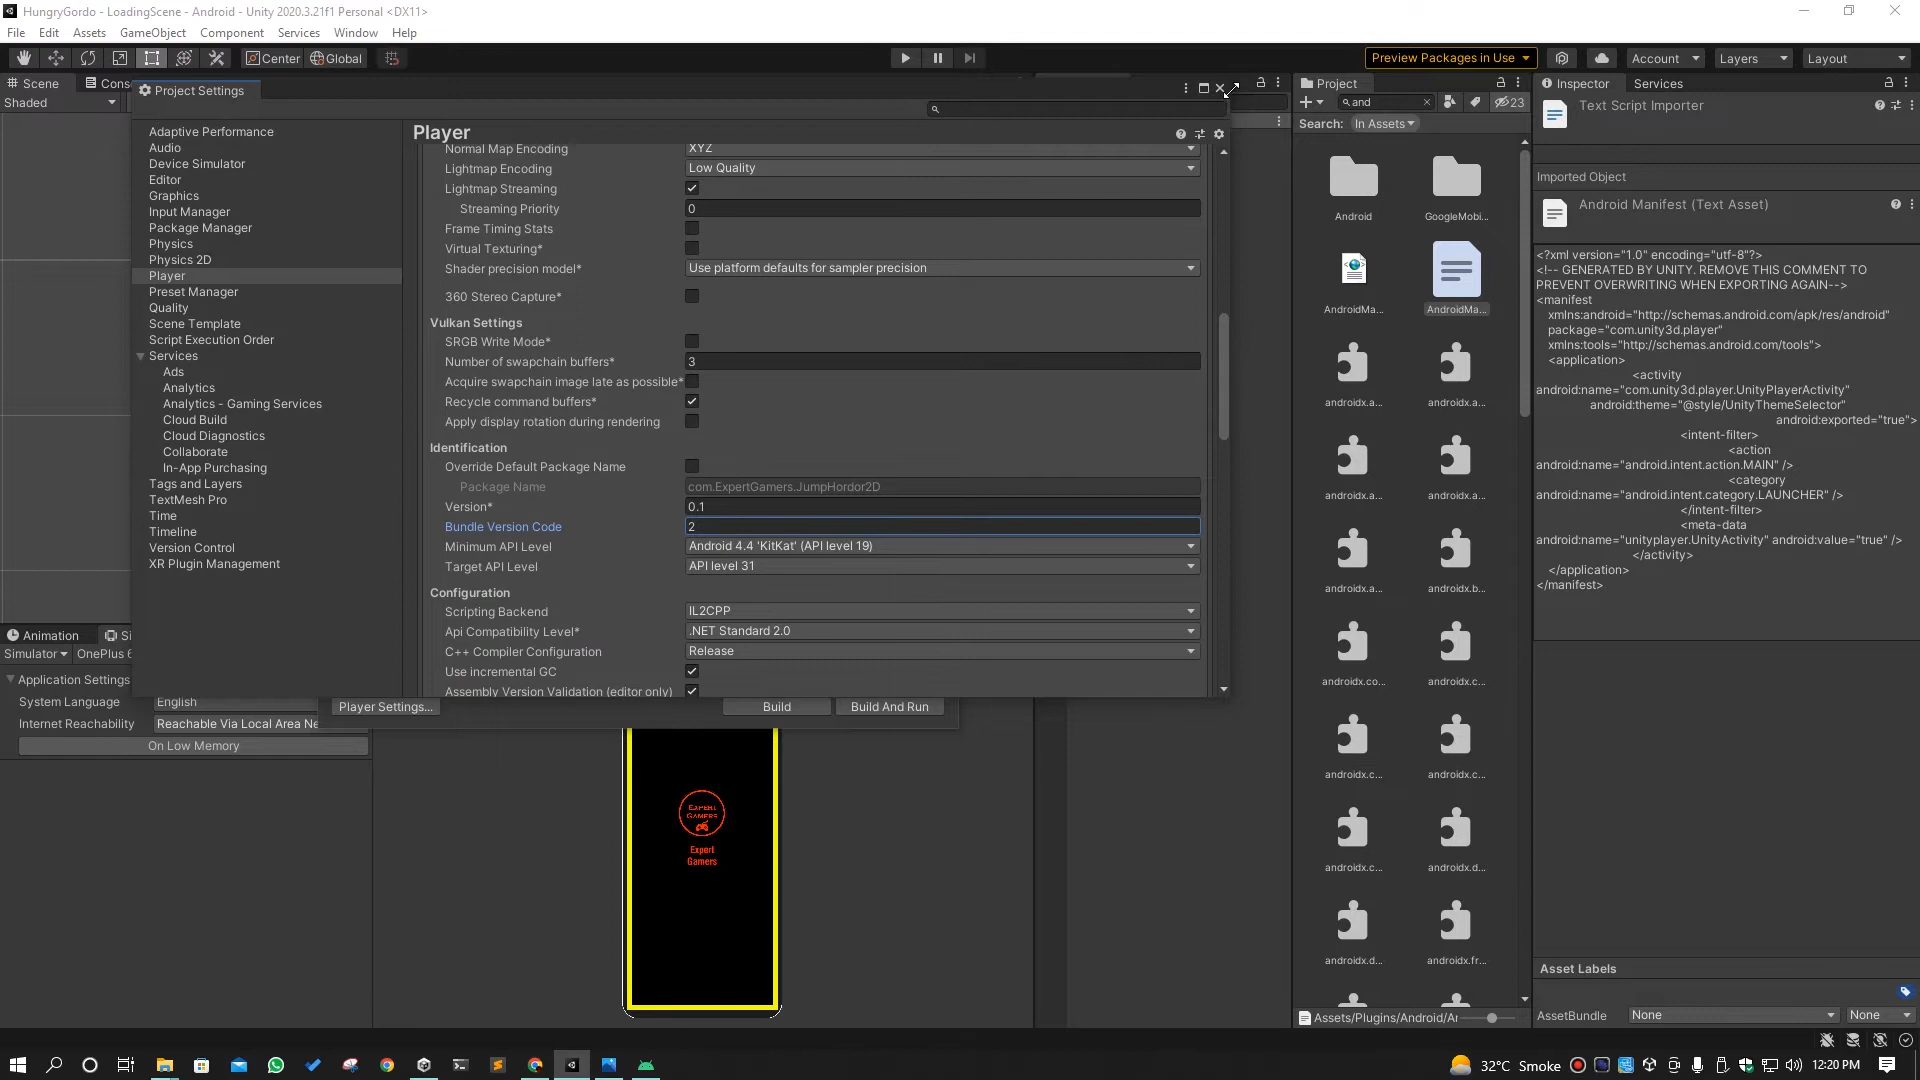 HungryGordo - LoadingScene - Android - Unity 2020.3.21f1 Personal <DX11>
File Edit Assets GameObject Component Services Window Help
Center Global Preview Packages in Use Account Layers Layout
Scene Cons
Shaded
Project Settings
Adaptive Performance
Audio
Device Simulator
Editor
Graphics
Input Manager
Package Manager
Physics
Physics 2D
Player
Preset Manager
Quality
Scene Template
Script Execution Order
Services
Ads
Analytics
Analytics - Gaming Services
Cloud Build
Cloud Diagnostics
Collaborate
In-App Purchasing
Tags and Layers
TextMesh Pro
Time
Timeline
Version Control
XR Plugin Management
Player
Normal Map Encoding XYZ
Lightmap Encoding Low Quality
Lightmap Streaming
Streaming Priority 0
Frame Timing Stats
Virtual Texturing*
Shader precision model* Use platform defaults for sampler precision
360 Stereo Capture*
Vulkan Settings
SRGB Write Mode*
Number of swapchain buffers* 3
Acquire swapchain image late as possible*
Recycle command buffers*
Apply display rotation during rendering
Identification
Override Default Package Name
Package Name com.ExpertGamers.JumpHordor2D
Version* 0.1
Bundle Version Code 2
Minimum API Level Android 4.4 'KitKat' (API level 19)
Target API Level API level 31
Configuration
Scripting Backend IL2CPP
Api Compatibility Level* .NET Standard 2.0
C++ Compiler Configuration Release
Use incremental GC
Assembly Version Validation (editor only)
Player Settings... Build Build And Run
Animation Si
Simulator OnePlus 6
Application Settings
System Language English
Internet Reachability Reachable Via Local Area Ne
On Low Memory
EXPERT
GAMERS
Expert
Gamers
Project
and 23
Search: In Assets
Android GoogleMobi...
AndroidMa... AndroidMa...
androidx.a... androidx.a...
androidx.a... androidx.a...
androidx.a... androidx.b...
androidx.co... androidx.c...
androidx.c... androidx.c...
androidx.c... androidx.d...
androidx.d... androidx.fr...
Assets/Plugins/Android/Ar
Inspector Services
Text Script Importer
Imported Object
Android Manifest (Text Asset)
<?xml version="1.0" encoding="utf-8"?>
<!-- GENERATED BY UNITY. REMOVE THIS COMMENT TO
PREVENT OVERWRITING WHEN EXPORTING AGAIN-->
<manifest
xmlns:android="http://schemas.android.com/apk/res/android"
package="com.unity3d.player"
xmlns:tools="http://schemas.android.com/tools">
<application>
<activity
android:name="com.unity3d.player.UnityPlayerActivity"
android:theme="@style/UnityThemeSelector"
android:exported="true">
<intent-filter>
<action
android:name="android.intent.action.MAIN" />
<category
android:name="android.intent.category.LAUNCHER" />
</intent-filter>
<meta-data
android:name="unityplayer.UnityActivity" android:value="true" />
</activity>
</application>
</manifest>
Asset Labels
AssetBundle None None
32°C Smoke 12:20 PM